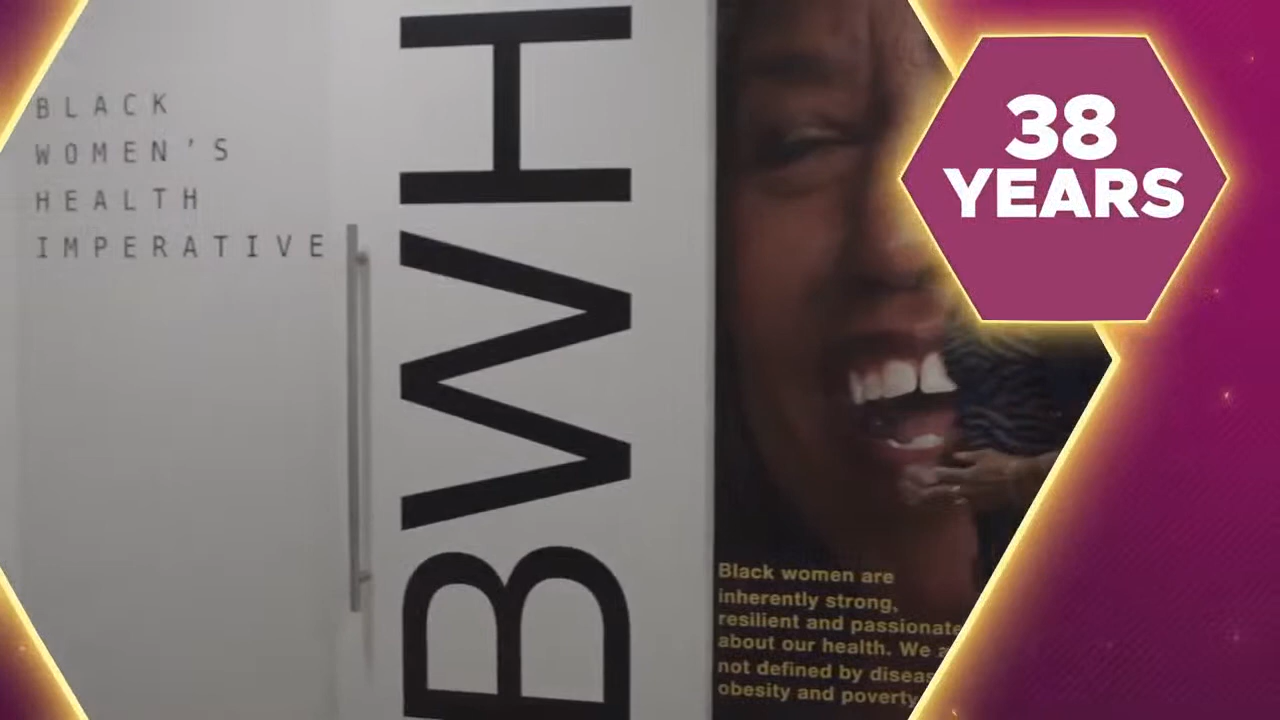 BLACK
WOMEN'S
HEALTH
IMPERATIVE
BWH
38
YEARS
Black women are
inherently strong,
resilient and passionate
about our health. We
not defined by
obesity and poverty